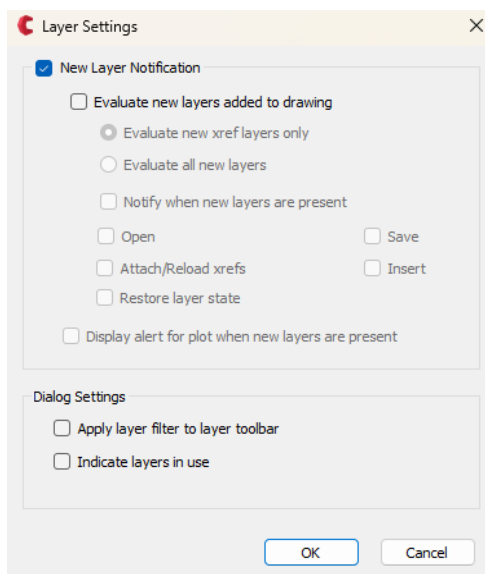 Layer Settings
New Layer Notification
Evaluate new layers added to drawing
Evaluate new xref layers only
Evaluate all new layers
Notify when new layers are present
Open Save
Attach/Reload xrefs Insert
Restore layer state
Display alert for plot when new layers are present
Dialog Settings
Apply layer filter to layer toolbar
Indicate layers in use
OK Cancel